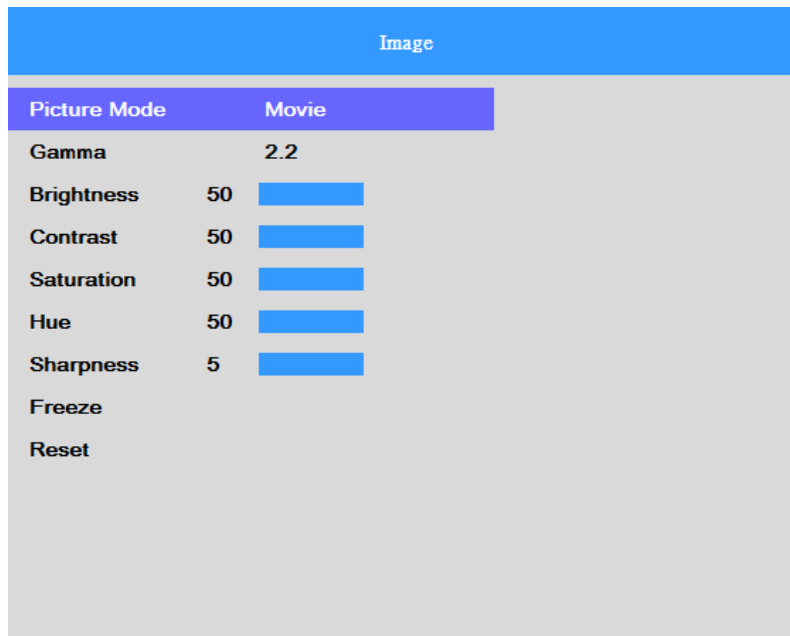 Image
Picture Mode Movie
Gamma 2.2
Brightness 50
Contrast 50
Saturation 50
Hue 50
Sharpness 5
Freeze
Reset